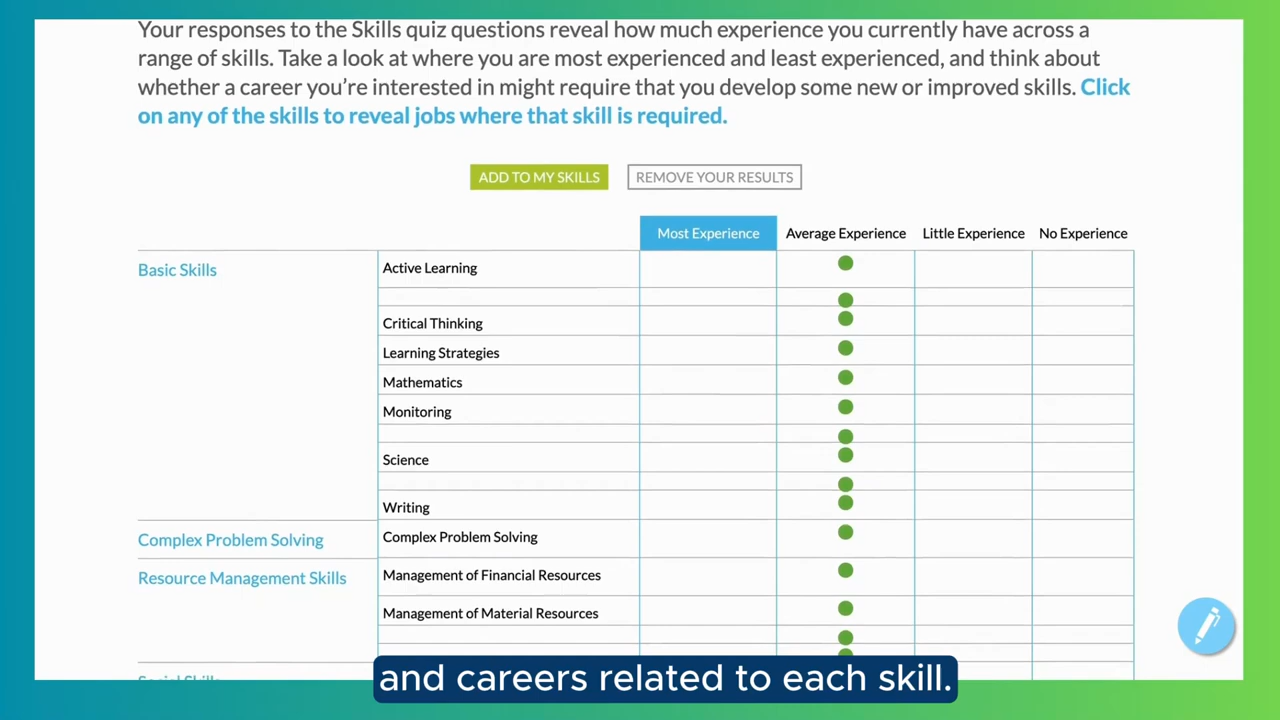 Your responses to the Skills quiz questions reveal how much experience you currently have across a
range of skills. Take a look at where you are most experienced and least experienced, and think about
whether a career you're interested in might require that you develop some new or improved skills. Click
on any of the skills to reveal jobs where that skill is required.
ADD TO MY SKILLS REMOVE YOUR RESULTS
Most Experience Average Experience Little Experience No Experience
Basic Skills Active Learning
Critical Thinking
Learning Strategies
Mathematics
Monitoring
Science
Writing
Complex Problem Solving Complex Problem Solving
Resource Management Skills Management of Financial Resources
Management of Material Resources
and careers related to each skill.